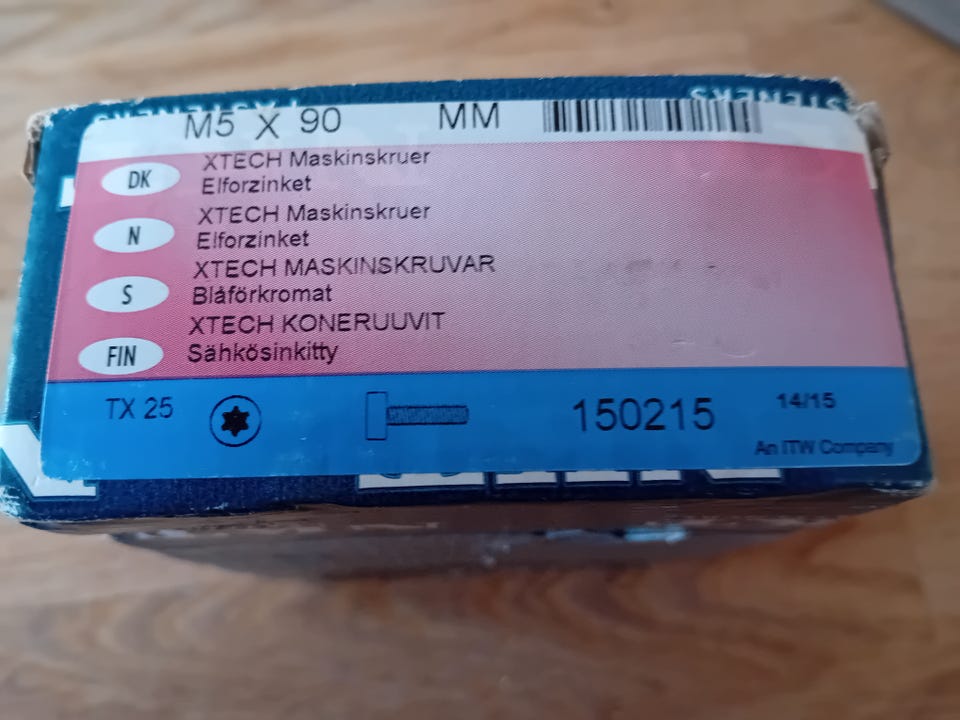 M5 X 90 MM
DK XTECH Maskinskruer
Elforzinket
N XTECH Maskinskruer
Elforzinket
S XTECH MASKINSKRUVAR
Blåförkromat
FIN XTECH KONERUUVIT
Sähkösinkitty
TX 25 150215 14/15
An ITW Company